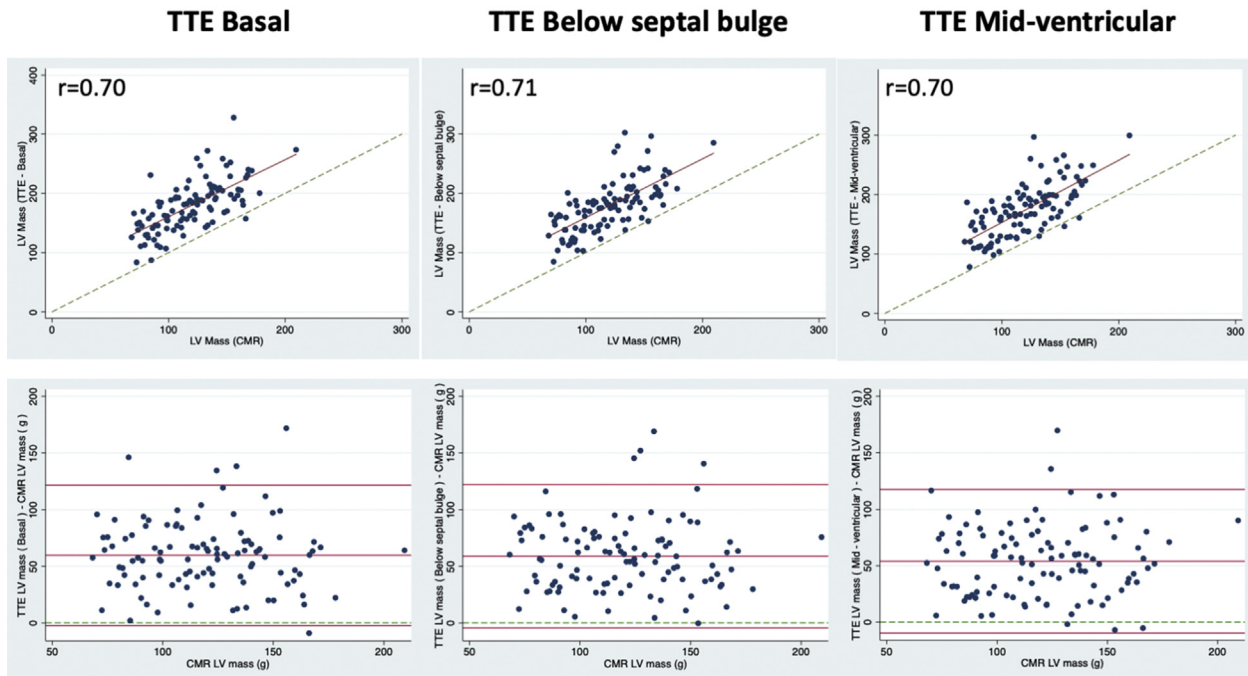 TTE Basal
TTE Below septal bulge
TTE Mid-ventricular
r=0.70
LV Mass (TTE - Basal)
0
100
200
300
400
0
100
200
300
LV Mass (CMR)
r=0.71
LV Mass (TTE - Below septal bulge)
0
100
200
300
0
100
200
300
LV Mass (CMR)
r=0.70
LV Mass (TTE - Mid-ventricular)
0
100
200
300
0
100
200
300
LV Mass (CMR)
TTE LV mass ( Basal ) - CMR LV mass ( g )
0
50
100
150
200
50
100
150
200
CMR LV mass (g)
TTE LV mass ( Below septal bulge ) - CMR LV mass ( g )
0
50
100
150
200
50
100
150
200
CMR LV mass (g)
TTE LV mass ( Mid - ventricular ) - CMR LV mass ( g )
0
50
100
150
200
50
100
150
200
CMR LV mass (g)